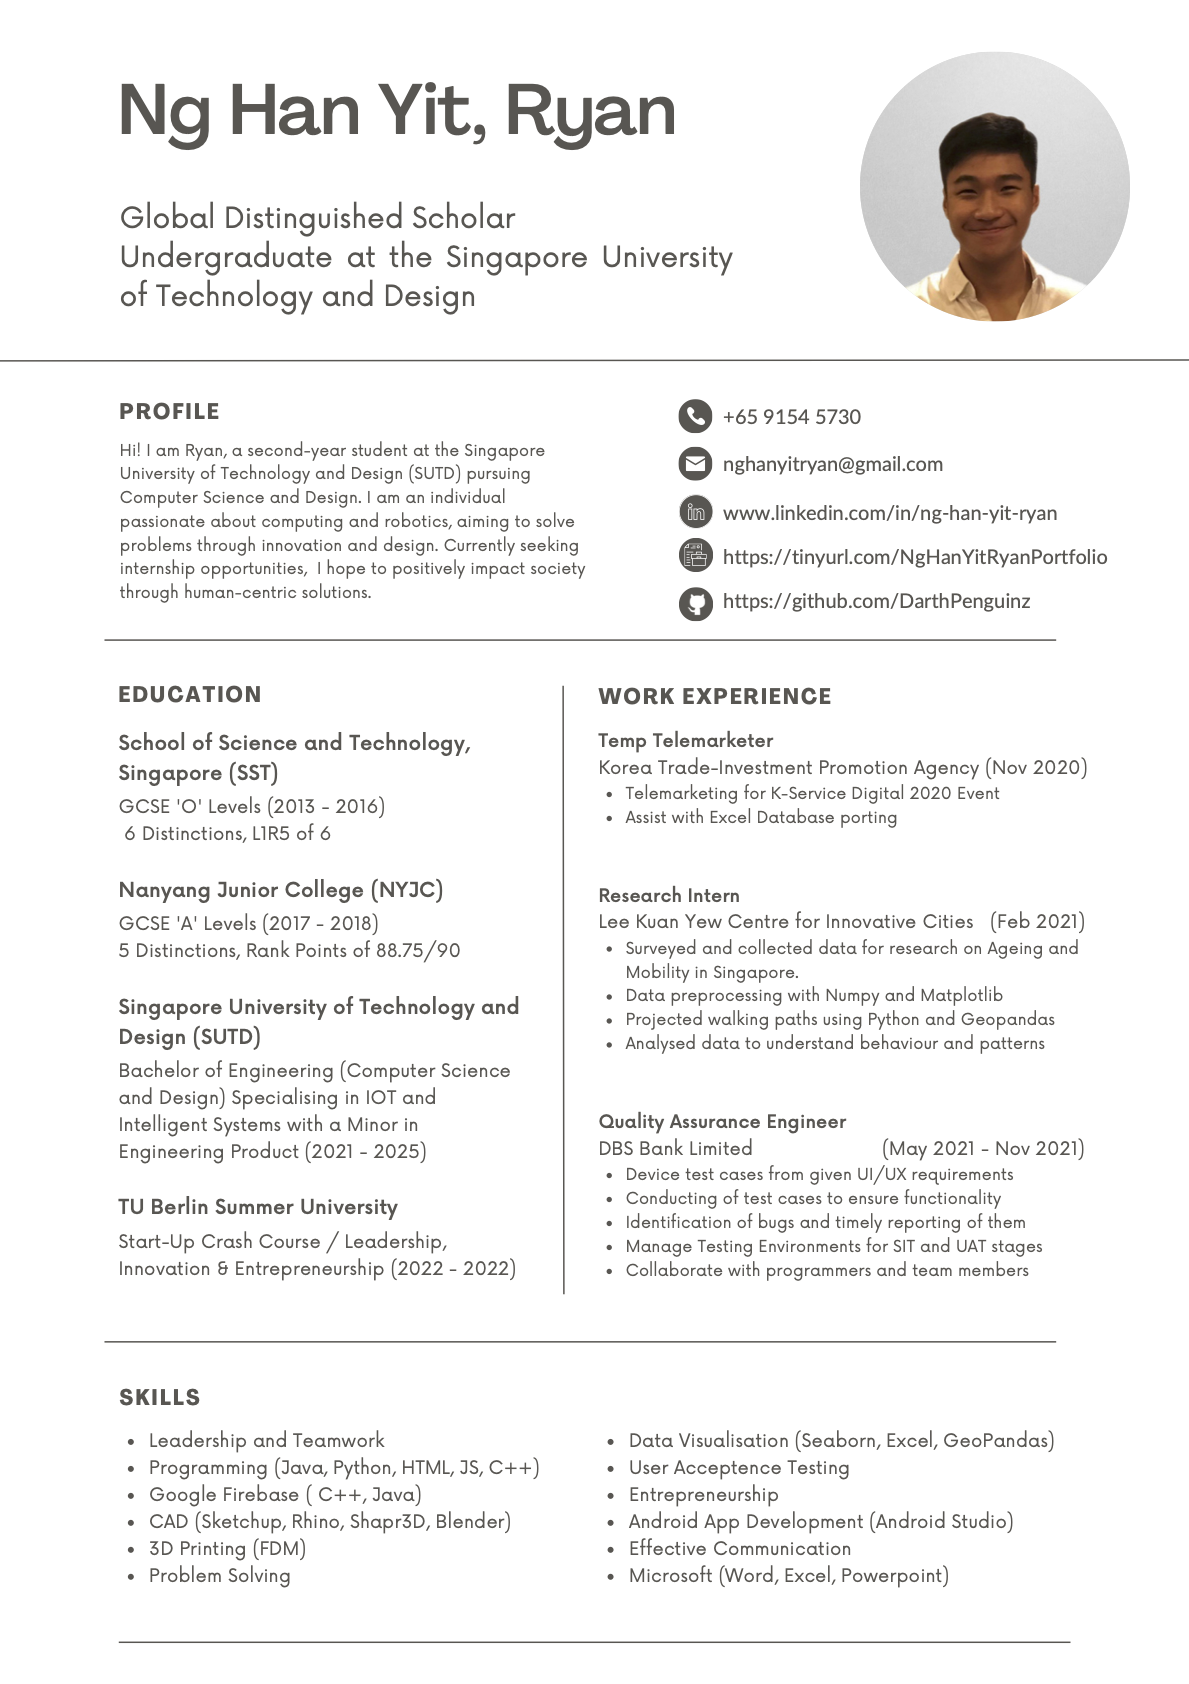 Ng Han Yit, Ryan
Global Distinguished Scholar
Undergraduate at the Singapore University
of Technology and Design
PROFILE
Hi! I am Ryan, a second-year student at the Singapore
University of Technology and Design (SUTD) pursuing
Computer Science and Design. I am an individual
passionate about computing and robotics, aiming to solve
problems through innovation and design. Currently seeking
internship opportunities,  I hope to positively impact society
through human-centric solutions.
+65 9154 5730
nghanyitryan@gmail.com
in
www.linkedin.com/in/ng-han-yit-ryan
https://tinyurl.com/NgHanYitRyanPortfolio
https://github.com/DarthPenguinz
EDUCATION
School of Science and Technology,
Singapore (SST)
GCSE 'O' Levels (2013 - 2016)
6 Distinctions, L1R5 of 6
Nanyang Junior College (NYJC)
GCSE 'A' Levels (2017 - 2018)
5 Distinctions, Rank Points of 88.75/90
Singapore University of Technology and
Design (SUTD)
Bachelor of Engineering (Computer Science
and Design) Specialising in IOT and
Intelligent Systems with a Minor in
Engineering Product (2021 - 2025)
TU Berlin Summer University
Start-Up Crash Course / Leadership,
Innovation & Entrepreneurship (2022 - 2022)
WORK EXPERIENCE
Temp Telemarketer
Korea Trade-Investment Promotion Agency (Nov 2020)
• Telemarketing for K-Service Digital 2020 Event
• Assist with Excel Database porting
Research Intern
Lee Kuan Yew Centre for Innovative Cities (Feb 2021)
• Surveyed and collected data for research on Ageing and
Mobility in Singapore.
• Data preprocessing with Numpy and Matplotlib
• Projected walking paths using Python and Geopandas
• Analysed data to understand behaviour and patterns
Quality Assurance Engineer
DBS Bank Limited (May 2021 - Nov 2021)
• Device test cases from given UI/UX requirements
• Conducting of test cases to ensure functionality
• Identification of bugs and timely reporting of them
• Manage Testing Environments for SIT and UAT stages
• Collaborate with programmers and team members
SKILLS
• Leadership and Teamwork
• Programming (Java, Python, HTML, JS, C++)
• Google Firebase ( C++, Java)
• CAD (Sketchup, Rhino, Shapr3D, Blender)
• 3D Printing (FDM)
• Problem Solving
• Data Visualisation (Seaborn, Excel, GeoPandas)
• User Acceptence Testing
• Entrepreneurship
• Android App Development (Android Studio)
• Effective Communication
• Microsoft (Word, Excel, Powerpoint)